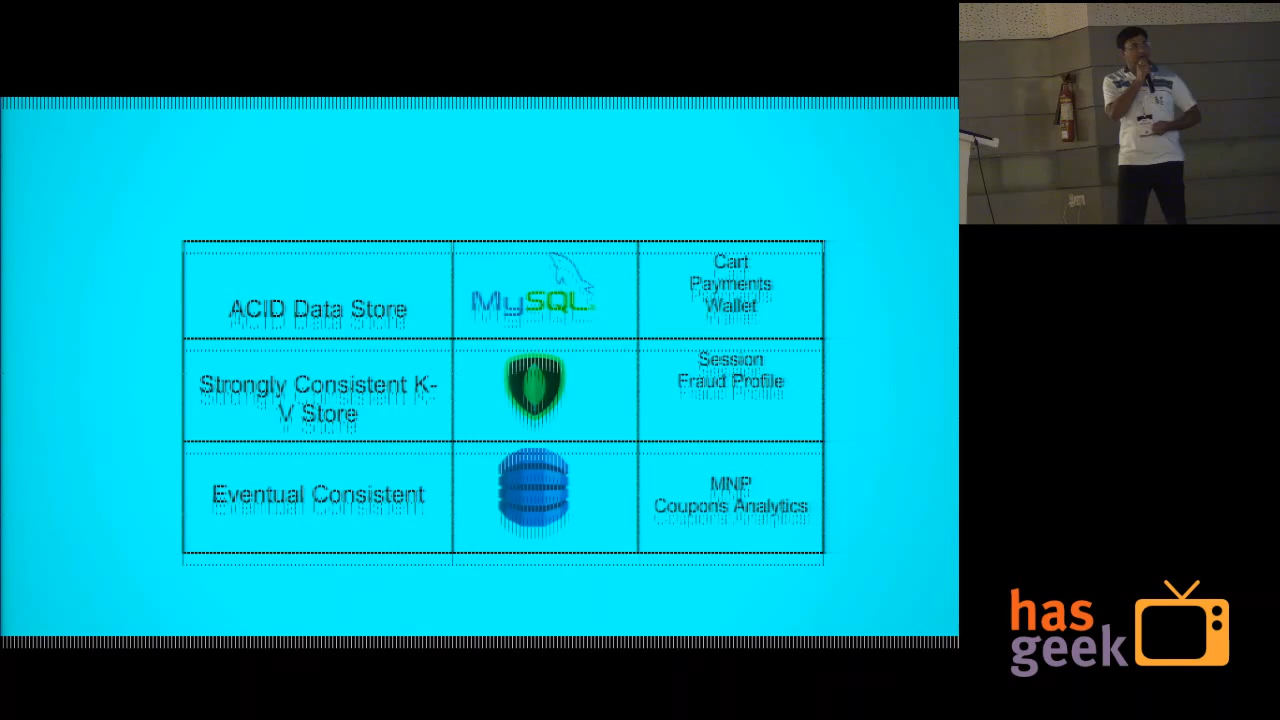 ACID Data Store
MySQL
Cart
Payments
Wallet
Strongly Consistent K-
V Store
Session
Fraud Profile
Eventual Consistent
MNP
Coupons Analytics
has
geek